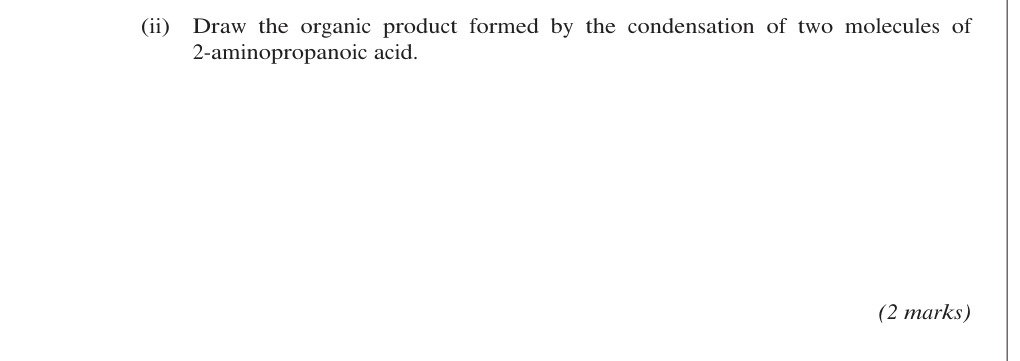 (ii) Draw the organic product formed by the condensation of two molecules of
2-aminopropanoic acid.
(2 marks)